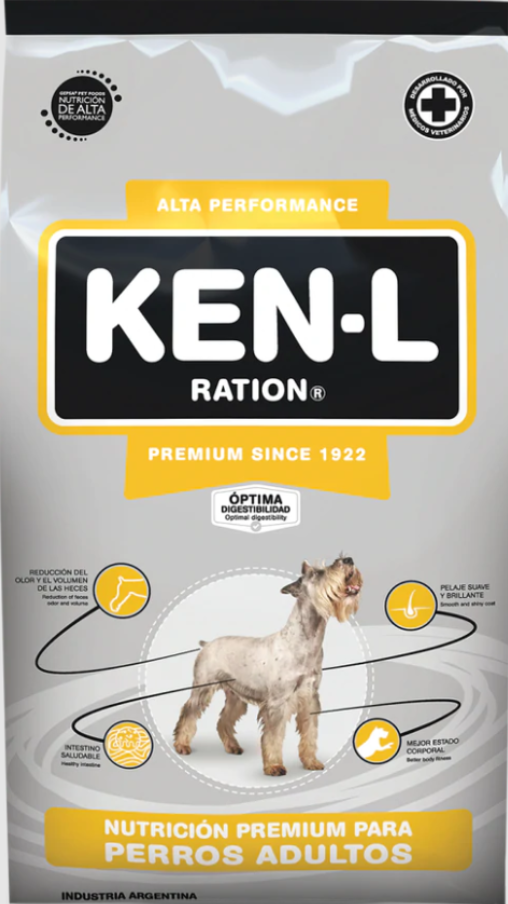 NUTRICIÓN
DE ALTA
PERFORMANCE
DESARROLLADO POR
MÉDICOS VETERINARIOS
ALTA PERFORMANCE
KEN-L
RATION®
PREMIUM SINCE 1922
ÓPTIMA
DIGESTIBILIDAD
Optimal digestibility
REDUCCIÓN DEL
OLOR Y EL VOLUMEN
DE LAS HECES
Reduction of feces
odor and volume
PELAJE SUAVE
Y BRILLANTE
Smooth and shiny coat
INTESTINO
SALUDABLE
Healthy intestine
MEJOR ESTADO
CORPORAL
Better body fitness
NUTRICIÓN PREMIUM PARA
PERROS ADULTOS
INDUSTRIA ARGENTINA